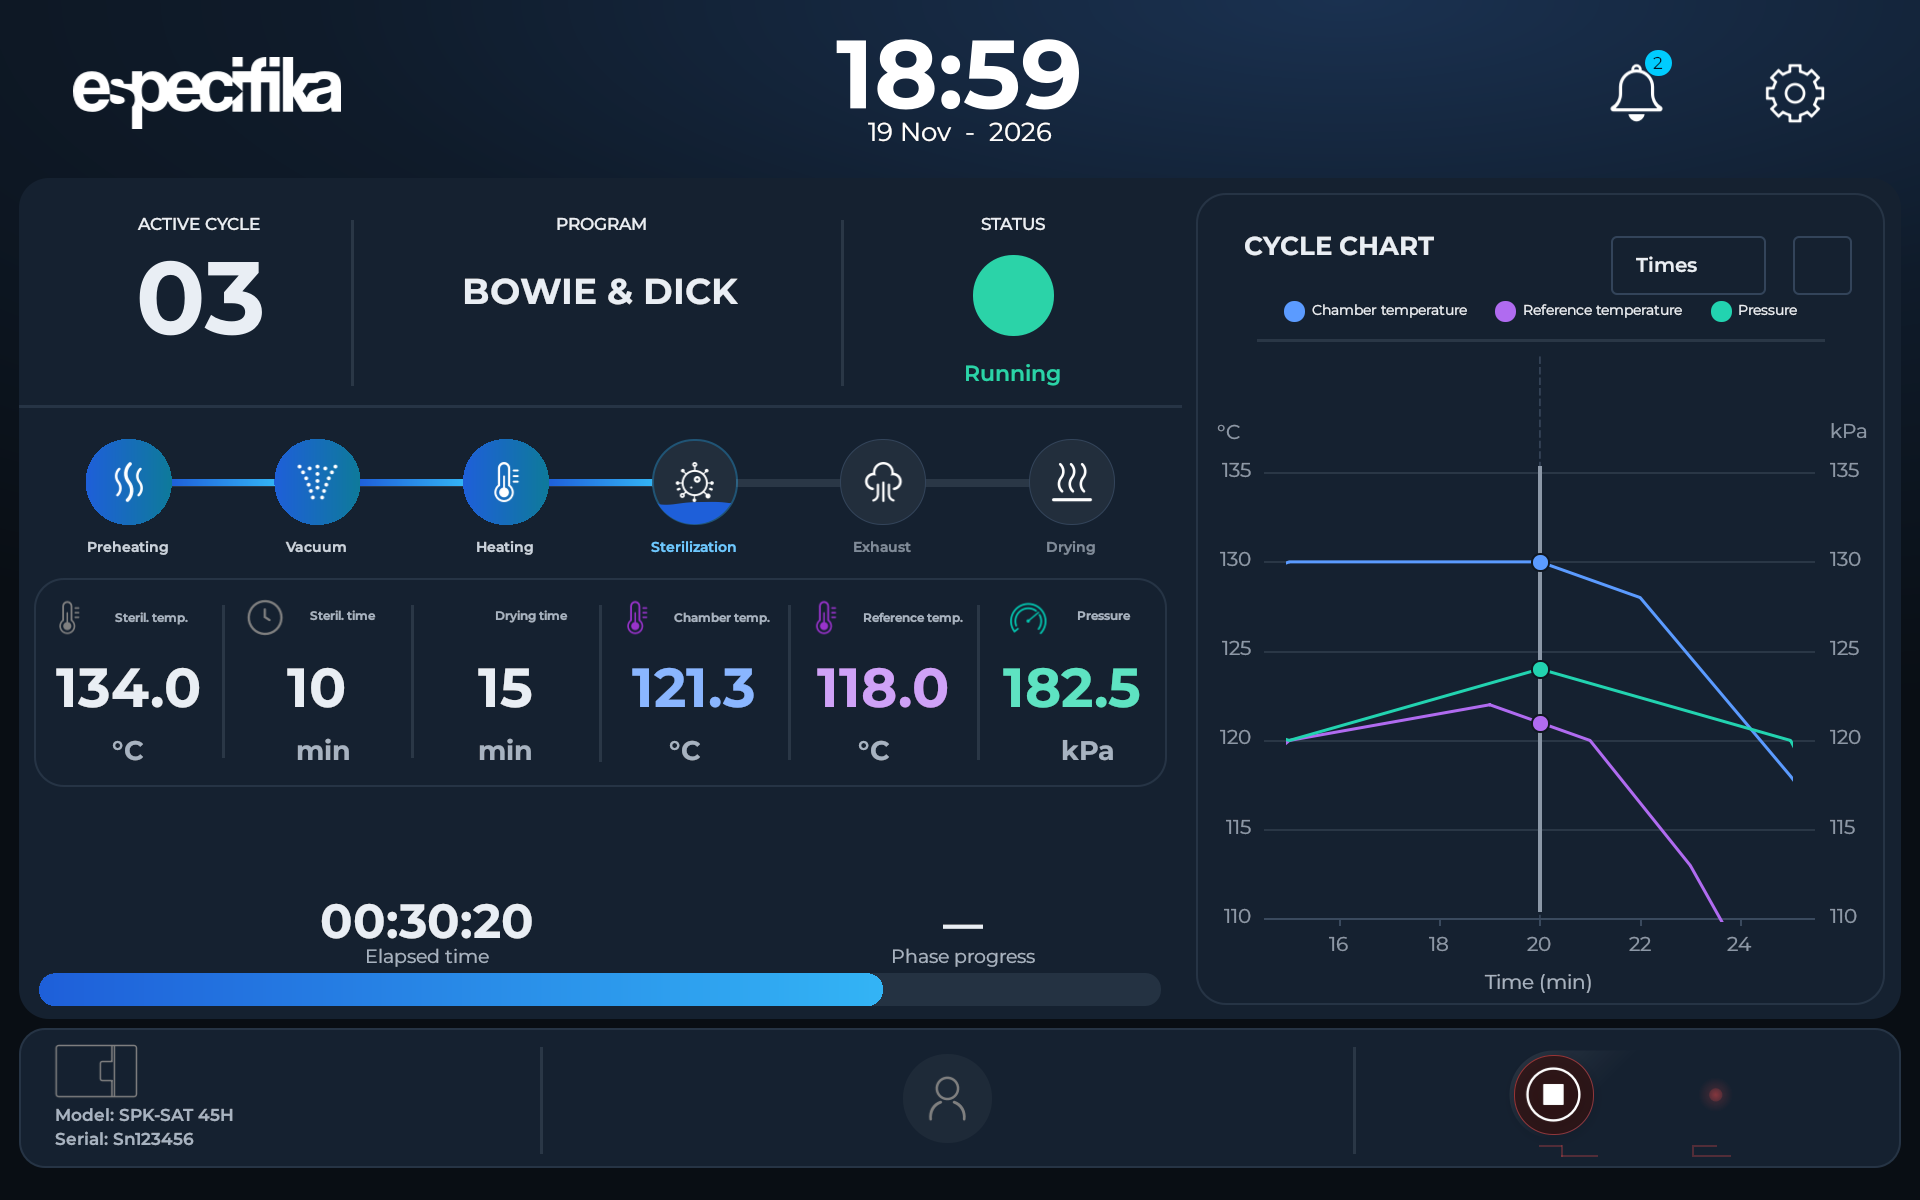 especifika
18:59
19 Nov - 2026
2
ACTIVE CYCLE
03
PROGRAM
BOWIE & DICK
STATUS
Running
Preheating
Vacuum
Heating
Sterilization
Exhaust
Drying
Steril. temp.
134.0
°C
Steril. time
10
min
Drying time
15
min
Chamber temp.
121.3
°C
Reference temp.
118.0
°C
Pressure
182.5
kPa
00:30:20
Elapsed time
—
Phase progress
CYCLE CHART
Times
Chamber temperature
Reference temperature
Pressure
°C
kPa
135
135
130
130
125
125
120
120
115
115
110
110
16
18
20
22
24
Time (min)
Model: SPK-SAT 45H
Serial: Sn123456